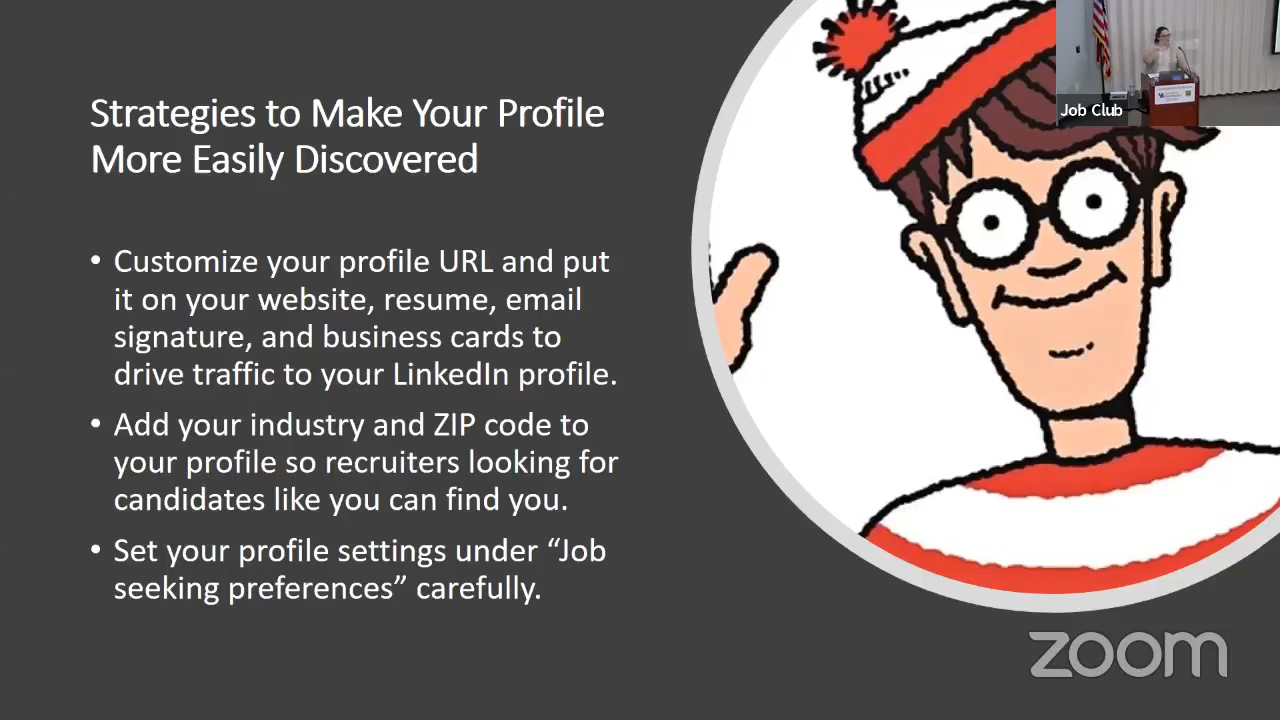 Strategies to Make Your Profile
More Easily Discovered
• Customize your profile URL and put
it on your website, resume, email
signature, and business cards to
drive traffic to your LinkedIn profile.
• Add your industry and ZIP code to
your profile so recruiters looking for
candidates like you can find you.
• Set your profile settings under “Job
seeking preferences” carefully.
Job Club
zoom